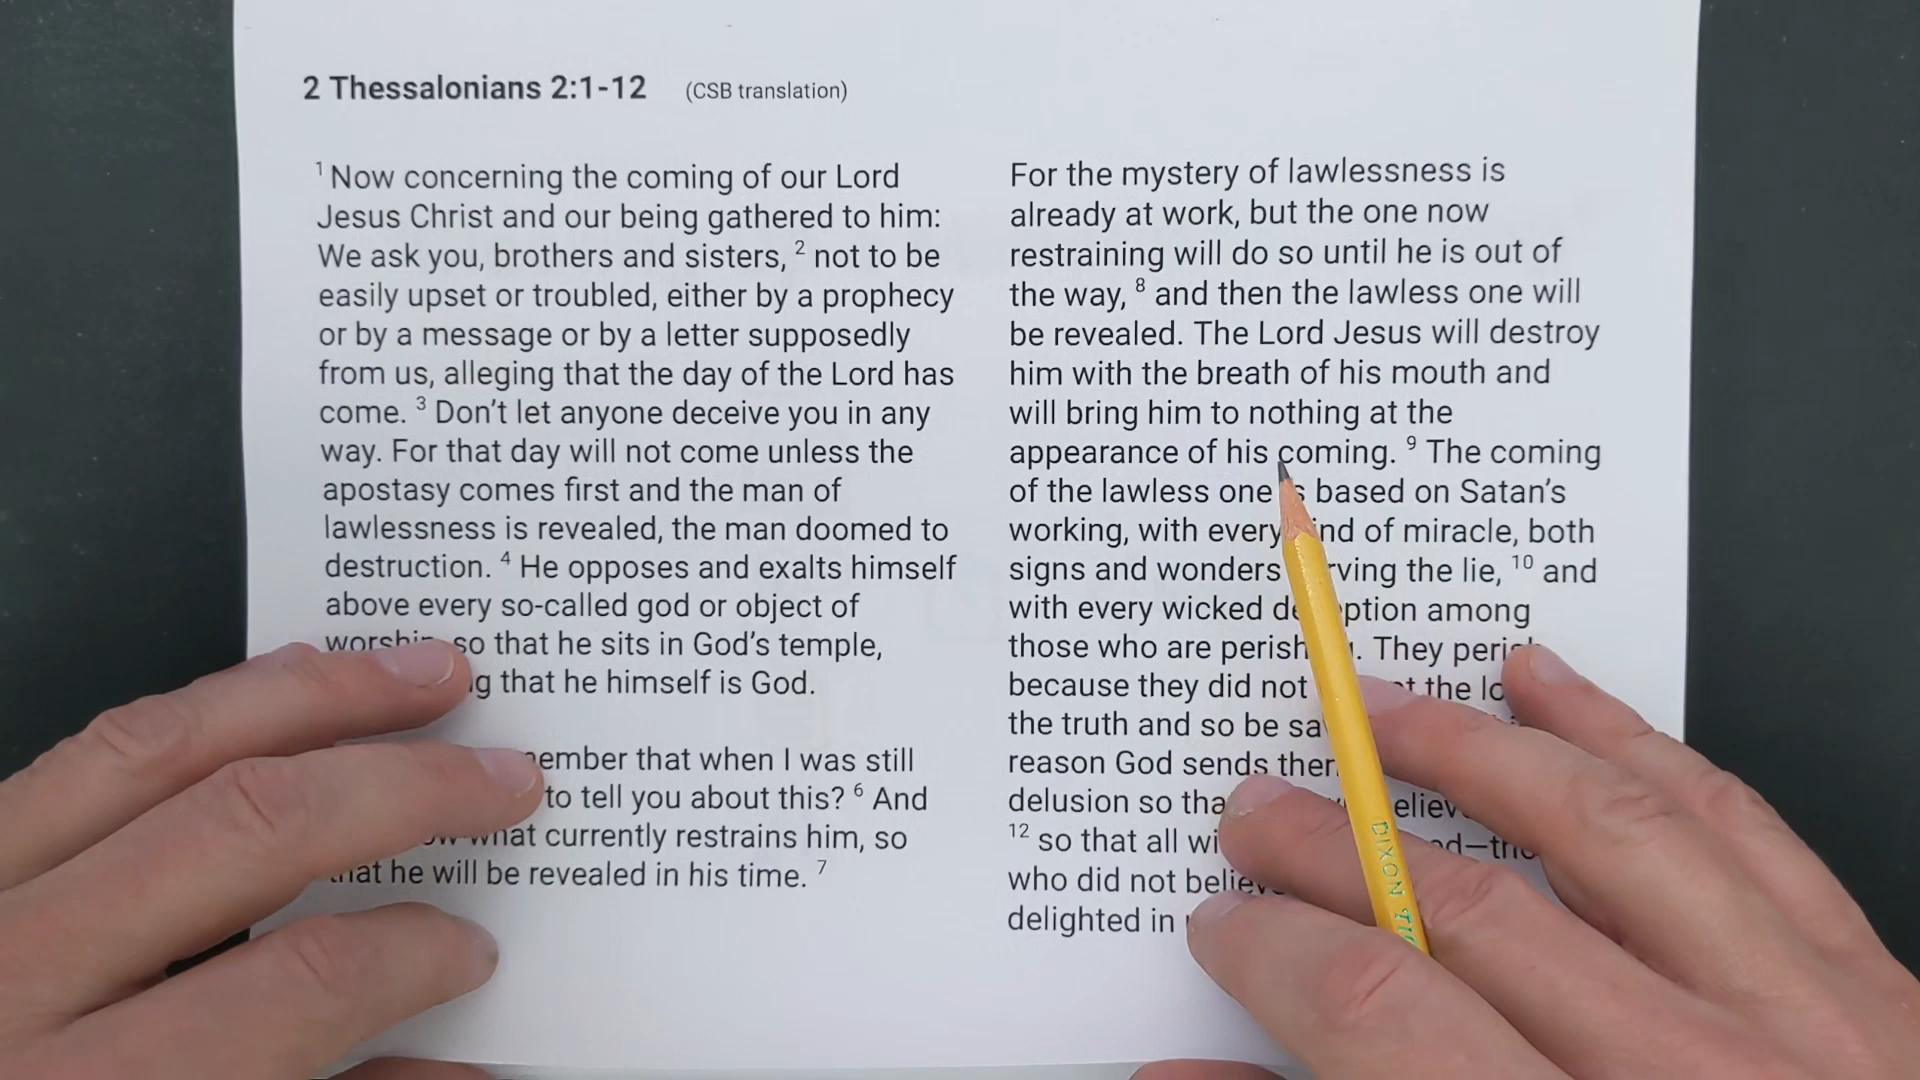 2 Thessalonians 2:1-12 (CSB translation)
1 Now concerning the coming of our Lord
Jesus Christ and our being gathered to him:
We ask you, brothers and sisters, 2 not to be
easily upset or troubled, either by a prophecy
or by a message or by a letter supposedly
from us, alleging that the day of the Lord has
come. 3 Don't let anyone deceive you in any
way. For that day will not come unless the
apostasy comes first and the man of
lawlessness is revealed, the man doomed to
destruction. 4 He opposes and exalts himself
above every so-called god or object of
worship, so that he sits in God's temple,
that he himself is God.
that when I was still
to tell you about this? 6 And
what currently restrains him, so
that he will be revealed in his time. 7
For the mystery of lawlessness is
already at work, but the one now
restraining will do so until he is out of
the way, 8 and then the lawless one will
be revealed. The Lord Jesus will destroy
him with the breath of his mouth and
will bring him to nothing at the
appearance of his coming. 9 The coming
of the lawless one is based on Satan's
working, with every kind of miracle, both
signs and wonders the lie, 10 and
with every wicked deception among
those who are They
because they did not the
the truth and so be
reason God sends
delusion so
12 so that all
who did not
delighted in
DIXON